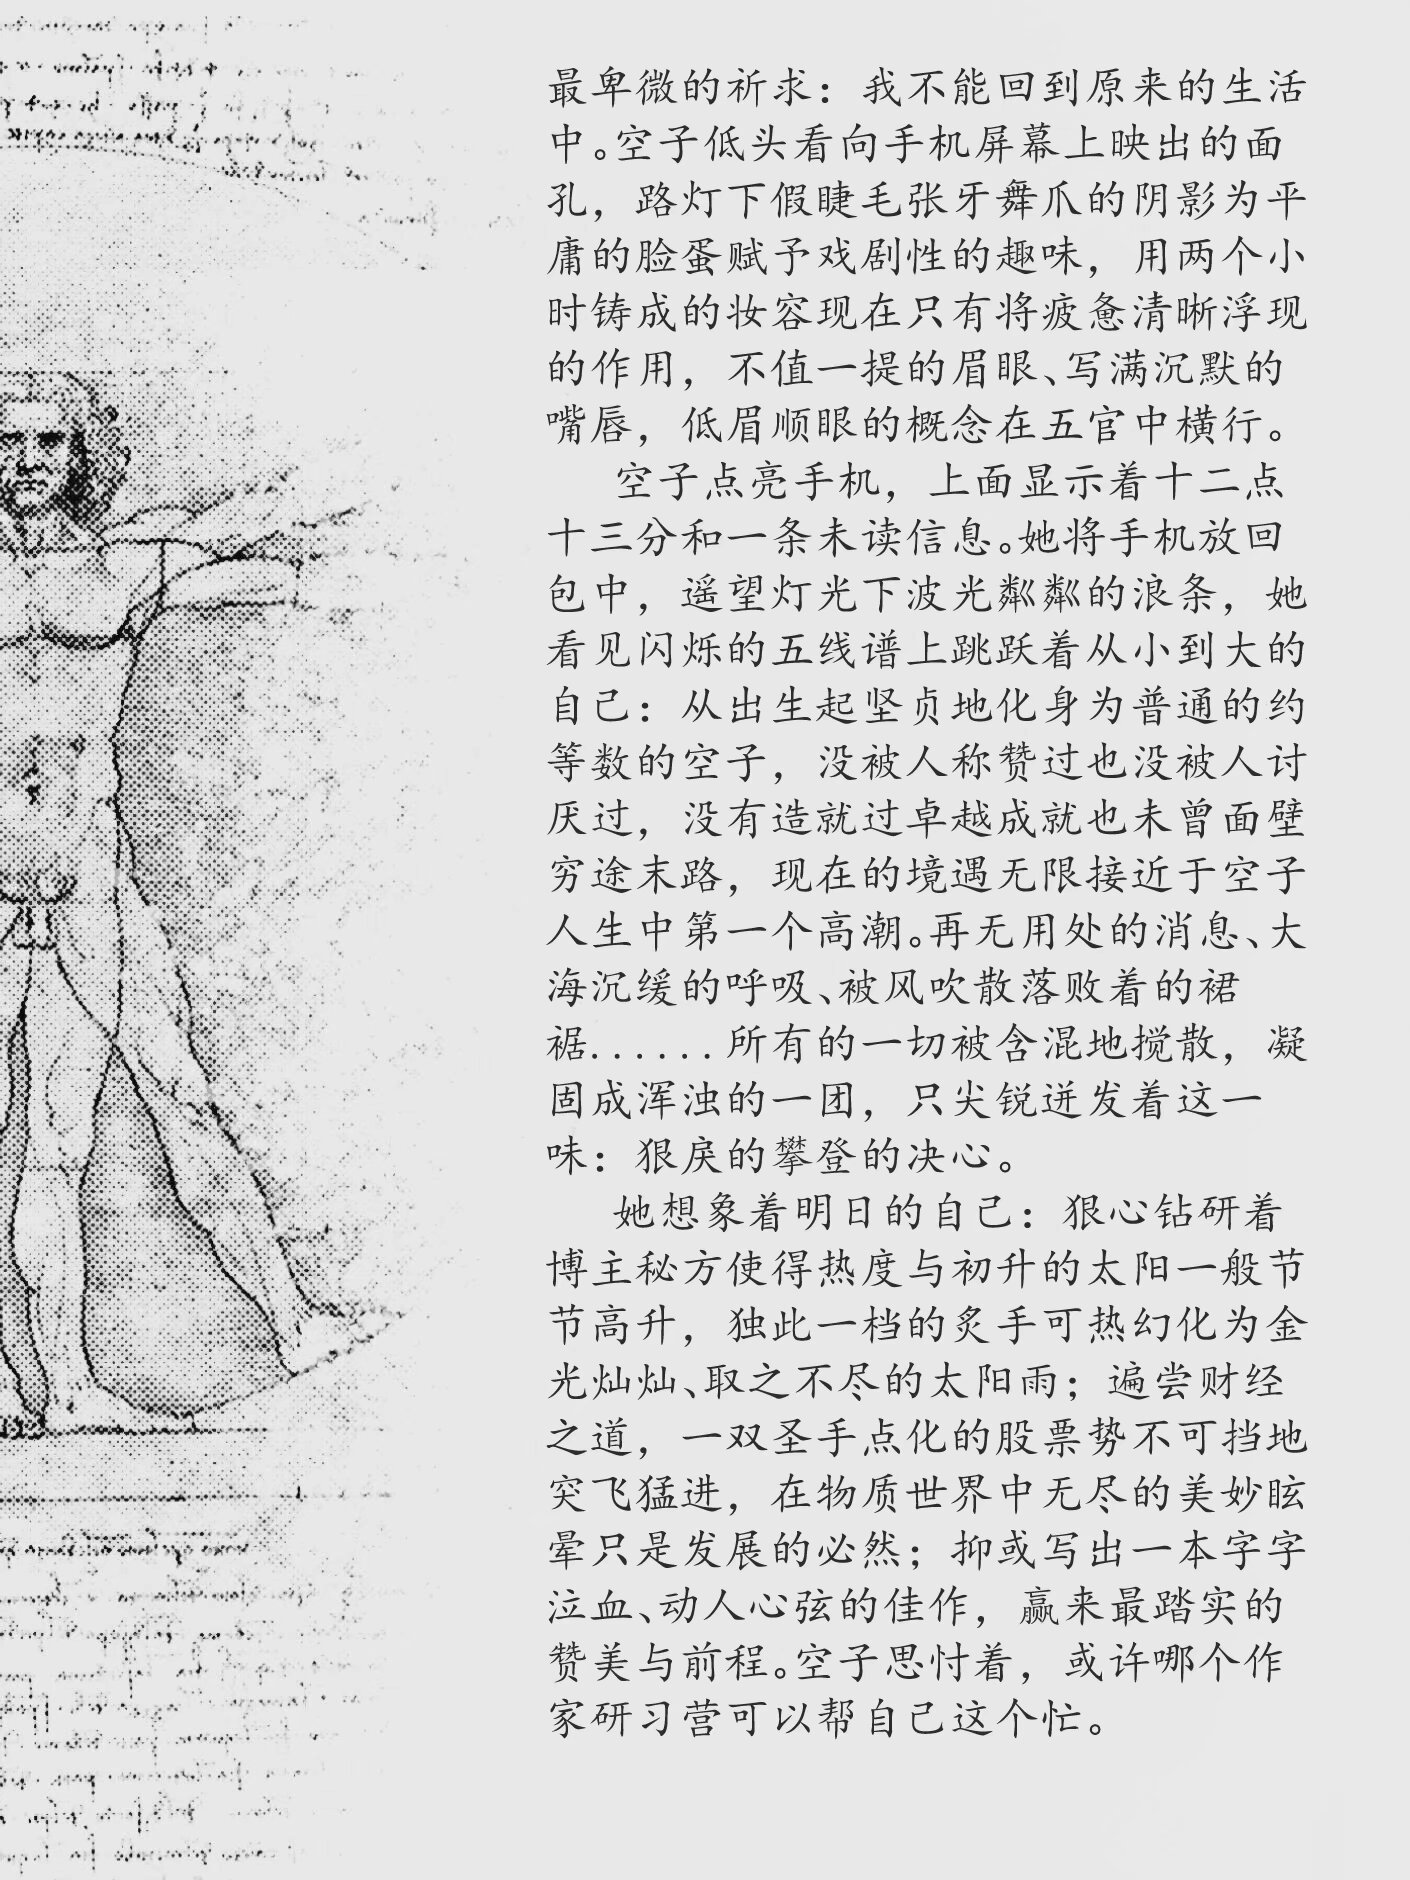 最卑微的祈求：我不能回到原来的生活
中。空子低头看向手机屏幕上映出的面
孔，路灯下假睫毛张牙舞爪的阴影为平
庸的脸蛋赋予戏剧性的趣味，用两个小
时铸成的妆容现在只有将疲惫清晰浮现
的作用，不值一提的眉眼、写满沉默的
嘴唇，低眉顺眼的概念在五官中横行。
空子点亮手机，上面显示着十二点
十三分和一条未读信息。她将手机放回
包中，遥望灯光下波光粼粼的浪条，她
看见闪烁的五线谱上跳跃着从小到大的
自己：从出生起坚贞地化身为普通的约
等数的空子，没被人称赞过也没被人讨
厌过，没有造就过卓越成就也未曾面壁
穷途末路，现在的境遇无限接近于空子
人生中第一个高潮。再无用处的消息、大
海沉缓的呼吸、被风吹散落败着的裙
裾......所有的一切被含混地搅散，凝
固成浑浊的一团，只尖锐迸发着这一
味：狠戾的攀登的决心。
她想象着明日的自己：狠心钻研着
博主秘方使得热度与初升的太阳一般节
节高升，独此一档的炙手可热幻化为金
光灿灿、取之不尽的太阳雨；遍尝财经
之道，一双圣手点化的股票势不可挡地
突飞猛进，在物质世界中无尽的美妙眩
晕只是发展的必然；抑或写出一本字字
泣血、动人心弦的佳作，赢来最踏实的
赞美与前程。空子思忖着，或许哪个作
家研习营可以帮自己这个忙。